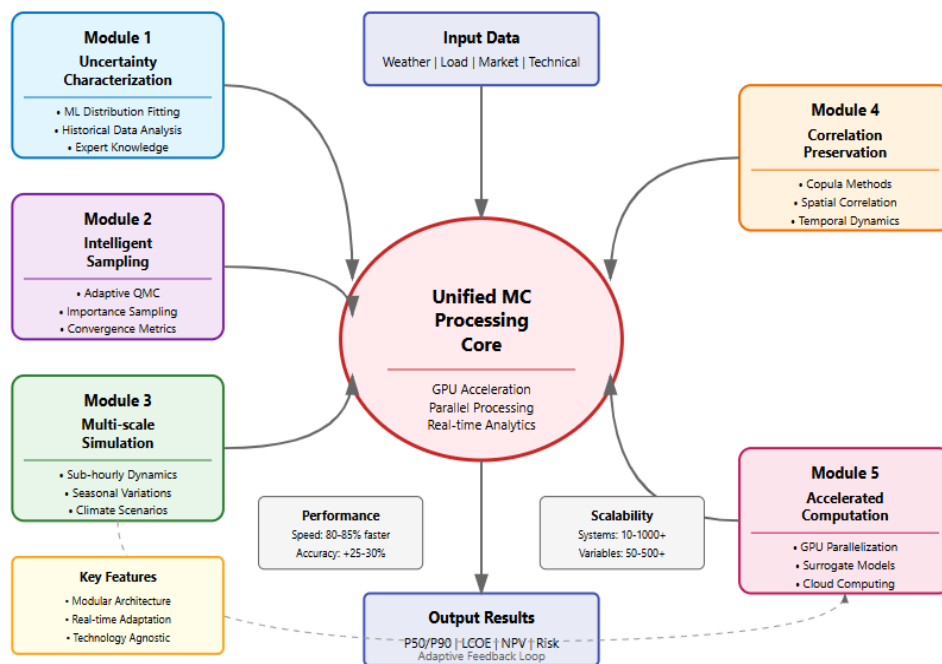 Module 1
Uncertainty
Characterization
• ML Distribution Fitting
• Historical Data Analysis
• Expert Knowledge
Input Data
Weather | Load | Market | Technical
Module 4
Correlation
Preservation
• Copula Methods
• Spatial Correlation
• Temporal Dynamics
Module 2
Intelligent
Sampling
• Adaptive QMC
• Importance Sampling
• Convergence Metrics
Unified MC
Processing
Core
GPU Acceleration
Parallel Processing
Real-time Analytics
Module 3
Multi-scale
Simulation
• Sub-hourly Dynamics
• Seasonal Variations
• Climate Scenarios
Module 5
Accelerated
Computation
• GPU Parallelization
• Surrogate Models
• Cloud Computing
Performance
Speed: 80-85% faster
Accuracy: +25-30%
Scalability
Systems: 10-1000+
Variables: 50-500+
Key Features
• Modular Architecture
• Real-time Adaptation
• Technology Agnostic
Output Results
P50/P90 | LCOE | NPV | Risk
Adaptive Feedback Loop